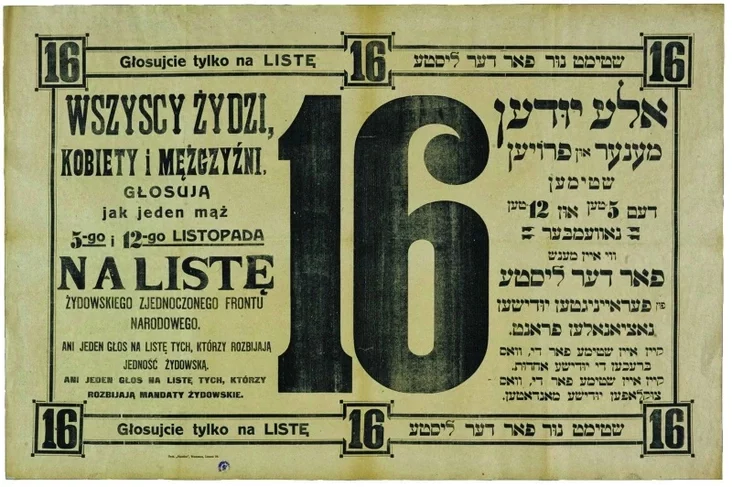 16 Głosujcie tylko na LISTĘ 16 שטימט נור פאר דער ליסטע 16
WSZYSCY ŻYDZI,
KOBIETY i MĘŻCZYŹNI,
GŁOSUJĄ
jak jeden mąż
5-go i 12-go LISTOPADA
NA LISTĘ
ŻYDOWSKIEGO ZJEDNOCZONEGO FRONTU
NARODOWEGO.
ANI JEDEN GŁOS NA LISTĘ TYCH, KTÓRZY ROZBIJAJĄ
JEDNOŚĆ ŻYDOWSKĄ.
ANI JEDEN GŁOS NA LISTĘ TYCH, KTÓRZY
ROZBIJAJĄ MANDATY ŻYDOWSKIE.
16
אלע יודען
מענער און פרויען
שטימען
דעם 5טען און 12טען
נאוועמבער
ווי איין מענש
פאר דער ליסטע
פון פעראייניגטען יודישען
נאציאנאלען פראנט.
קיין איין שטימע פאר די, וואס
ברעכען די יודישע אחדות.
קיין איין שטימע פאר די, וואס
צוקלאפען יודישע מאנדאטען.
16 Głosujcie tylko na LISTĘ 16 שטימט נור פאר דער ליסטע 16